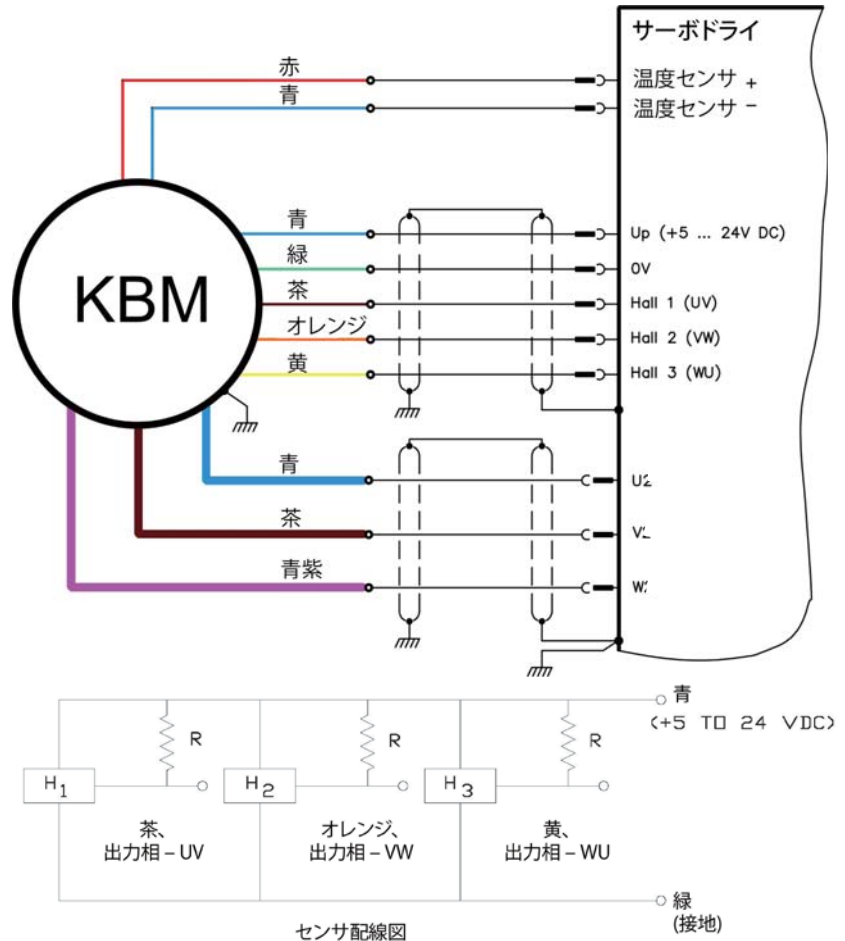 サーボドライ
赤
温度センサ +
青
温度センサ −
青
Up (+5 ... 24V DC)
緑
0V
茶
Hall 1 (UV)
KBM
オレンジ
Hall 2 (VW)
黄
Hall 3 (WU)
青
U2
茶
V2
青紫
W2
青
(+5 TO 24 VDC)
R
R
R
H1
H2
H3
茶、
出力相 – UV
オレンジ、
出力相 – VW
黄、
出力相 – WU
緑
(接地)
センサ配線図